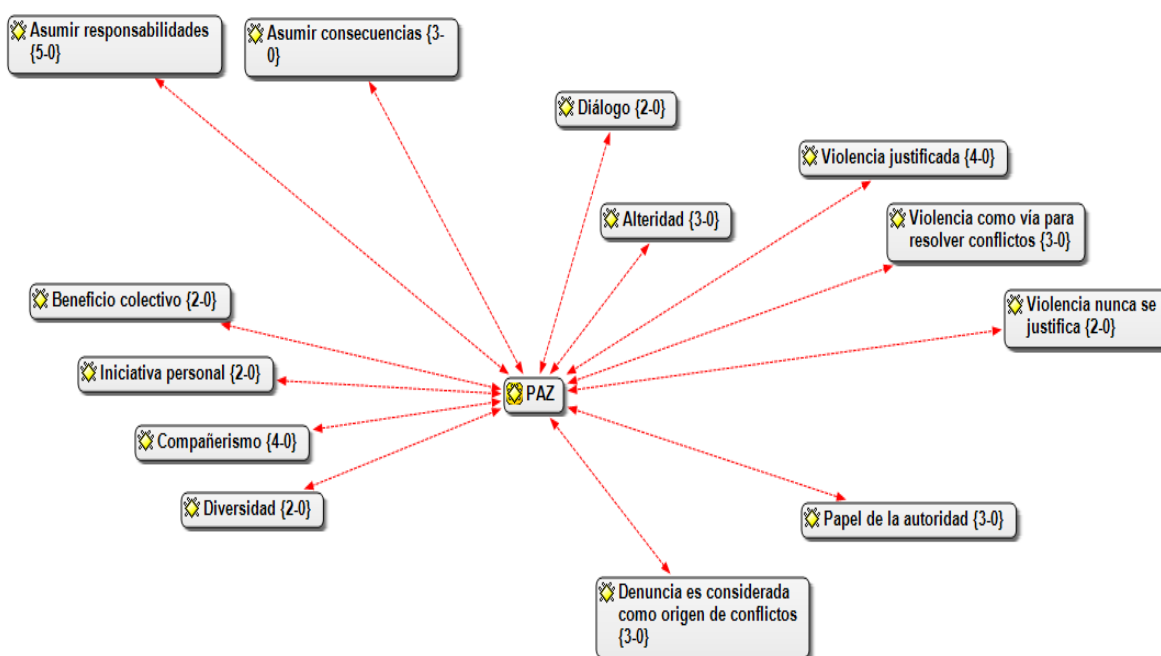 Asumir responsabilidades
{5-0}
Asumir consecuencias {3-
0}
Diálogo {2-0}
Violencia justificada {4-0}
Alteridad {3-0}
Violencia como vía para
resolver conflictos {3-0}
Beneficio colectivo {2-0}
Violencia nunca se
justifica {2-0}
Iniciativa personal {2-0}
PAZ
Compañerismo {4-0}
Diversidad {2-0}
Papel de la autoridad {3-0}
Denuncia es considerada
como origen de conflictos
{3-0}